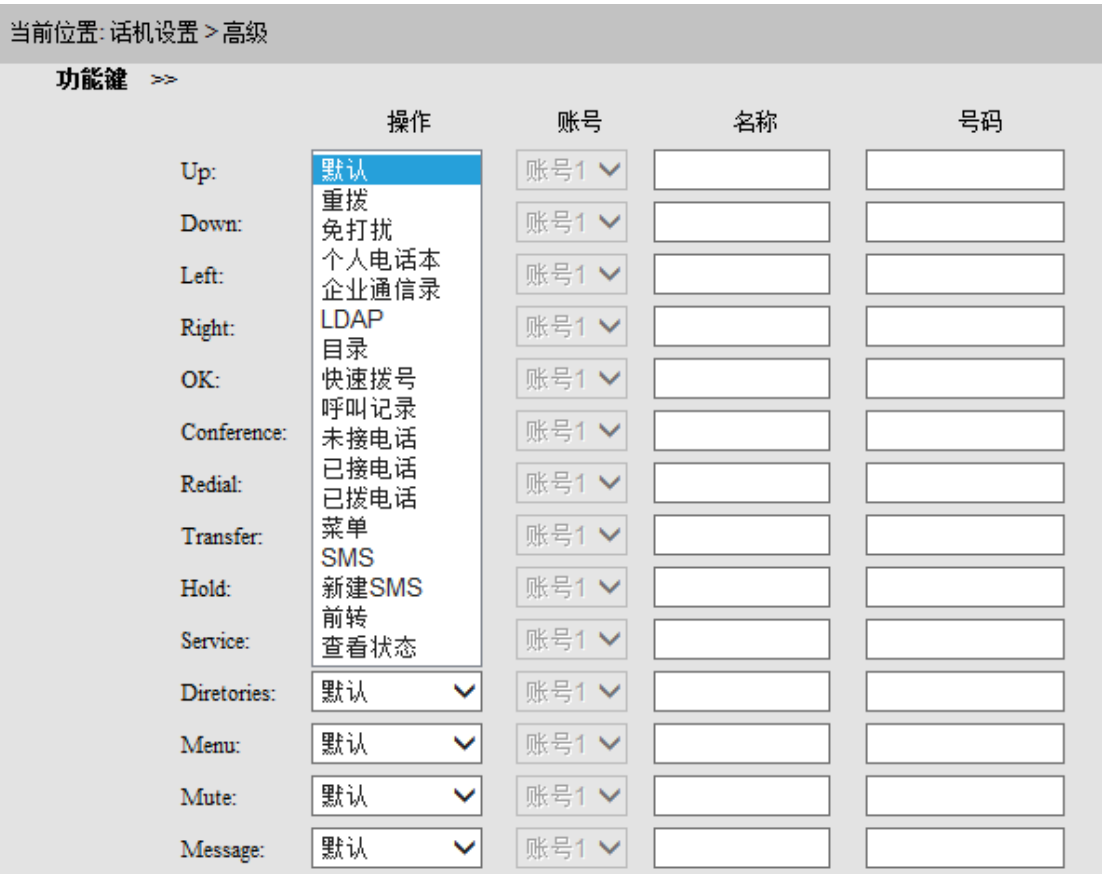 当前位置: 话机设置 > 高级
功能键 >>
操作 账号 名称 号码
Up: 默认 账号1
重拨
Down: 免打扰 账号1
个人电话本
Left: 企业通信录 账号1
LDAP
Right: 目录 账号1
OK: 快速拨号 账号1
呼叫记录
Conference: 未接电话 账号1
已接电话
Redial: 已拨电话 账号1
菜单
Transfer: SMS 账号1
Hold: 新建SMS 账号1
前转
Service: 查看状态 账号1
Diretories: 默认 账号1
Menu: 默认 账号1
Mute: 默认 账号1
Message: 默认 账号1